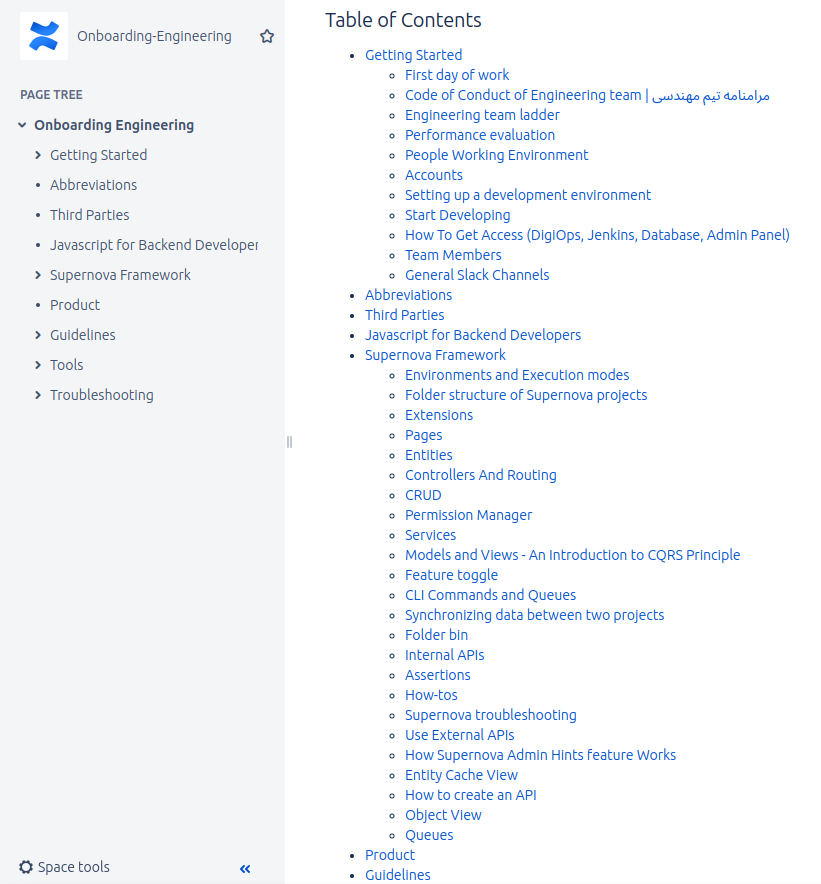 Onboarding-Engineering
PAGE TREE
Onboarding Engineering
Getting Started
Abbreviations
Third Parties
Javascript for Backend Developer
Supernova Framework
Product
Guidelines
Tools
Troubleshooting
Space tools
Table of Contents
Getting Started
First day of work
Code of Conduct of Engineering team | مرامنامه تیم مهندسی
Engineering team ladder
Performance evaluation
People Working Environment
Accounts
Setting up a development environment
Start Developing
How To Get Access (DigiOps, Jenkins, Database, Admin Panel)
Team Members
General Slack Channels
Abbreviations
Third Parties
Javascript for Backend Developers
Supernova Framework
Environments and Execution modes
Folder structure of Supernova projects
Extensions
Pages
Entities
Controllers And Routing
CRUD
Permission Manager
Services
Models and Views - An Introduction to CQRS Principle
Feature toggle
CLI Commands and Queues
Synchronizing data between two projects
Folder bin
Internal APIs
Assertions
How-tos
Supernova troubleshooting
Use External APIs
How Supernova Admin Hints feature Works
Entity Cache View
How to create an API
Object View
Queues
Product
Guidelines